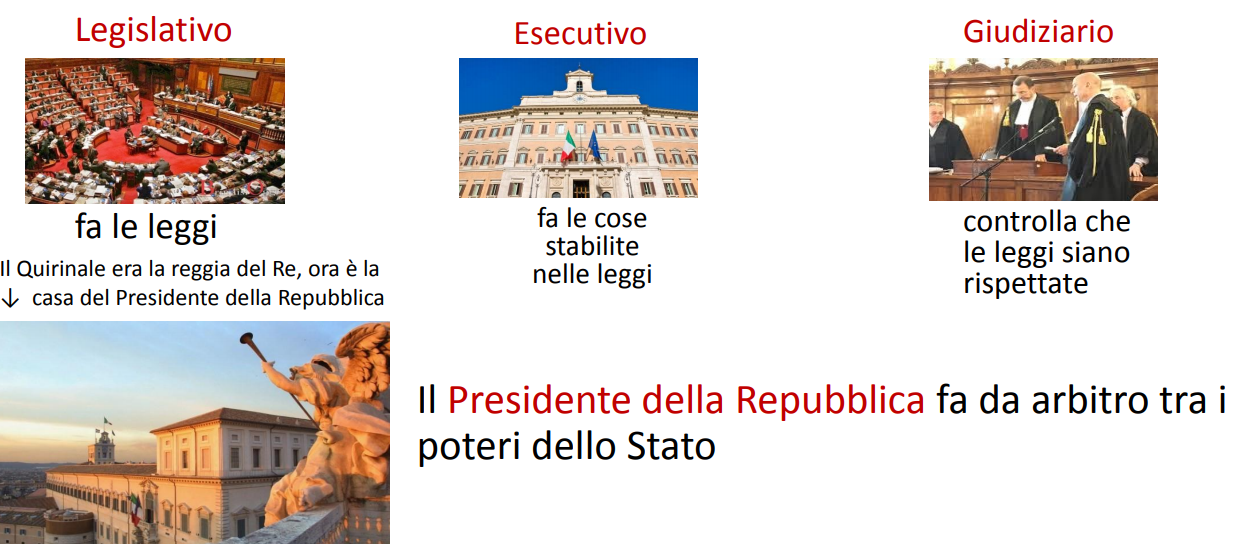 Legislativo
Esecutivo
Giudiziario
fa le leggi
fa le cose
stabilite
nelle leggi
controlla che
le leggi siano
rispettate
Il Quirinale era la reggia del Re, ora è la
↓ casa del Presidente della Repubblica
Il Presidente della Repubblica fa da arbitro tra i
poteri dello Stato